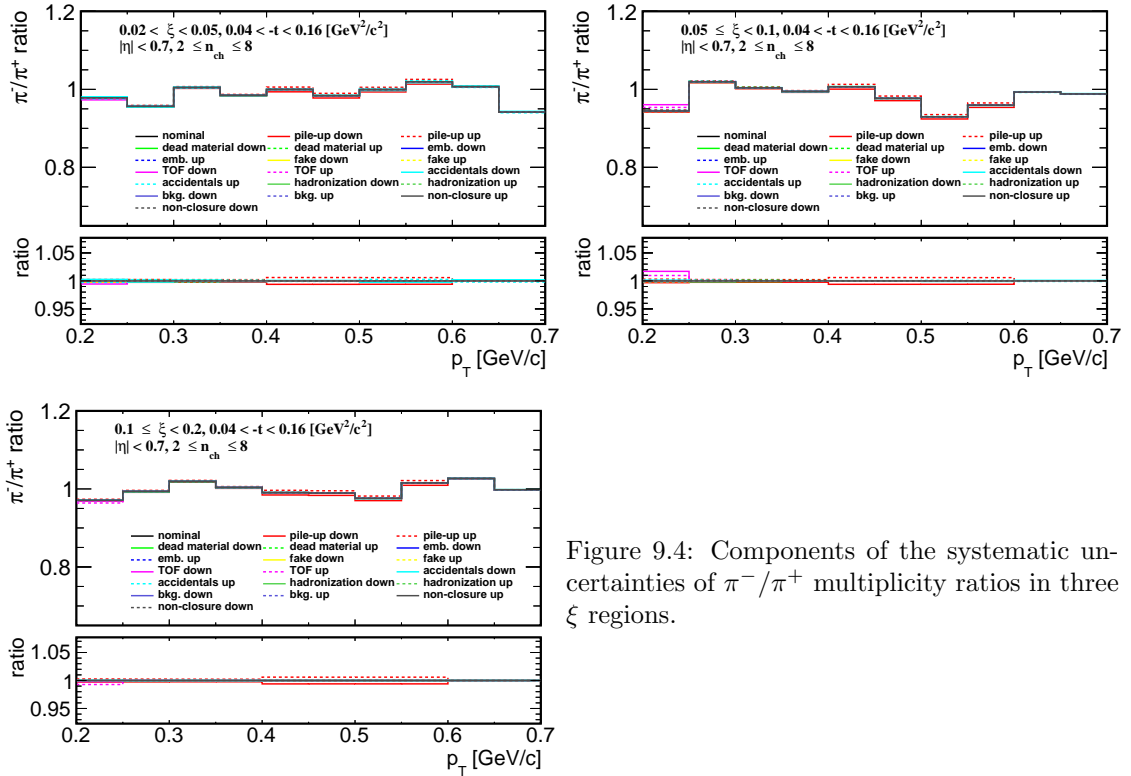 0.02 < ξ < 0.05, 0.04 < -t < 0.16 [GeV²/c²]
|η| < 0.7, 2 ≤ n_ch ≤ 8
π⁻/π⁺ ratio
1.2
1
0.8
nominal
pile-up down
pile-up up
dead material down
dead material up
emb. down
emb. up
fake down
fake up
TOF down
TOF up
accidentals down
accidentals up
hadronization down
hadronization up
bkg. down
bkg. up
non-closure up
non-closure down
ratio
1.05
1
0.95
0.2 0.3 0.4 0.5 0.6 0.7
p_T [GeV/c]
0.05 ≤ ξ < 0.1, 0.04 < -t < 0.16 [GeV²/c²]
|η| < 0.7, 2 ≤ n_ch ≤ 8
π⁻/π⁺ ratio
1.2
1
0.8
nominal
pile-up down
pile-up up
dead material down
dead material up
emb. down
emb. up
fake down
fake up
TOF down
TOF up
accidentals down
accidentals up
hadronization down
hadronization up
bkg. down
bkg. up
non-closure up
non-closure down
ratio
1.05
1
0.95
0.2 0.3 0.4 0.5 0.6 0.7
p_T [GeV/c]
0.1 ≤ ξ < 0.2, 0.04 < -t < 0.16 [GeV²/c²]
|η| < 0.7, 2 ≤ n_ch ≤ 8
π⁻/π⁺ ratio
1.2
1
0.8
nominal
pile-up down
pile-up up
dead material down
dead material up
emb. down
emb. up
fake down
fake up
TOF down
TOF up
accidentals down
accidentals up
hadronization down
hadronization up
bkg. down
bkg. up
non-closure up
non-closure down
ratio
1.05
1
0.95
0.2 0.3 0.4 0.5 0.6 0.7
p_T [GeV/c]
Figure 9.4: Components of the systematic un-
certainties of π⁻/π⁺ multiplicity ratios in three
ξ regions.